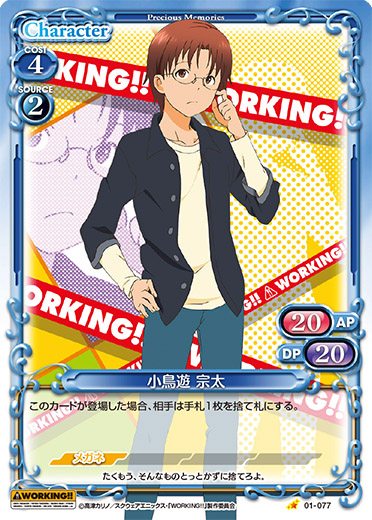 Precious Memories
Character
COST
4
SOURCE
2
WORKING!!
WORKING!
WORKING!!
WORKING!
ORKING!!
WORKING!!
20 AP
DP 20
小鳥遊 宗太
このカードが登場した場合、相手は手札1枚を捨て札にする。
メガネ
たくもう、そんなものとっとかずに捨てろよ。
WORKING!!
©高津カリノ／スクウェアエニックス・「WORKING!!」製作委員会
01-077